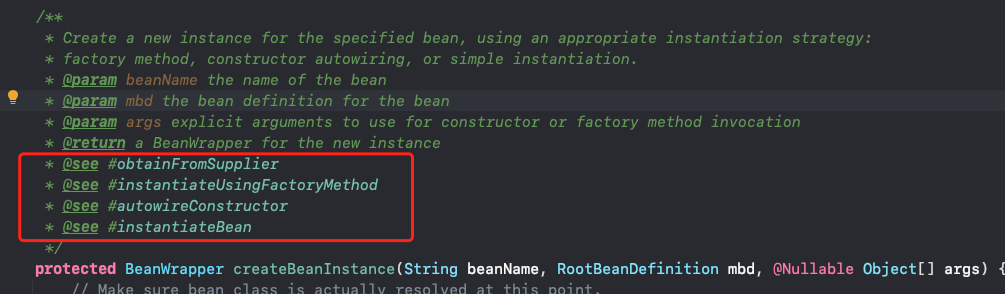 /**
* Create a new instance for the specified bean, using an appropriate instantiation strategy:
* factory method, constructor autowiring, or simple instantiation.
* @param beanName the name of the bean
* @param mbd the bean definition for the bean
* @param args explicit arguments to use for constructor or factory method invocation
* @return a BeanWrapper for the new instance
* @see #obtainFromSupplier
* @see #instantiateUsingFactoryMethod
* @see #autowireConstructor
* @see #instantiateBean
*/
protected BeanWrapper createBeanInstance(String beanName, RootBeanDefinition mbd, @Nullable Object[] args) {
// Make sure bean class is actually resolved at this point.